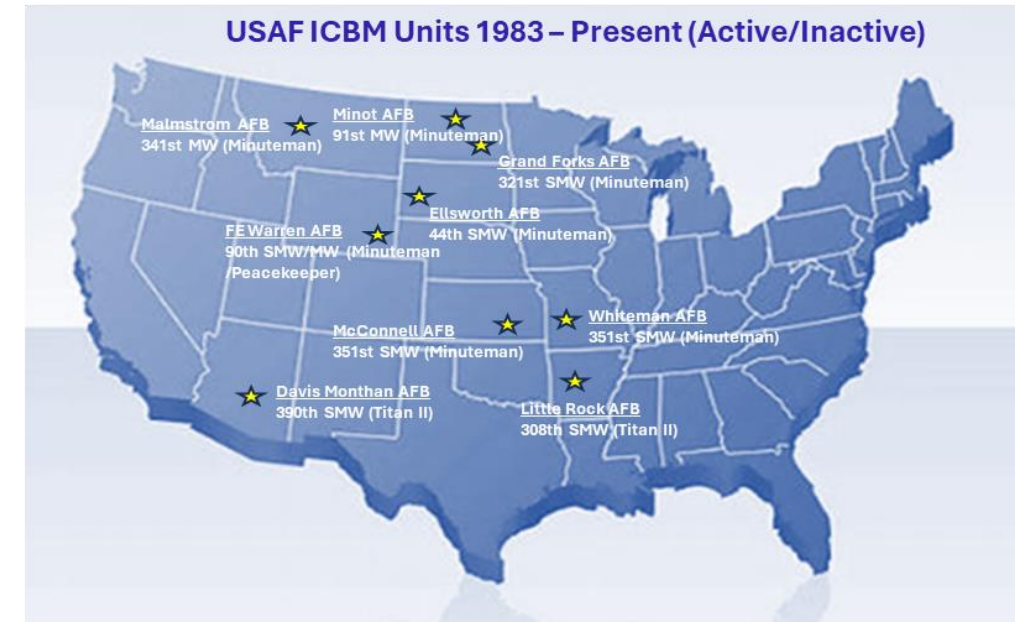 USAF ICBM Units 1983 – Present (Active/Inactive)
Malmstrom AFB
341st MW (Minuteman)
Minot AFB
91st MW (Minuteman)
Grand Forks AFB
321st SMW (Minuteman)
Ellsworth AFB
44th SMW (Minuteman)
FE Warren AFB
90th SMW/MW (Minuteman
/Peacekeeper)
McConnell AFB
351st SMW (Minuteman)
Whiteman AFB
351st SMW (Minuteman)
Davis Monthan AFB
390th SMW (Titan II)
Little Rock AFB
308th SMW (Titan II)